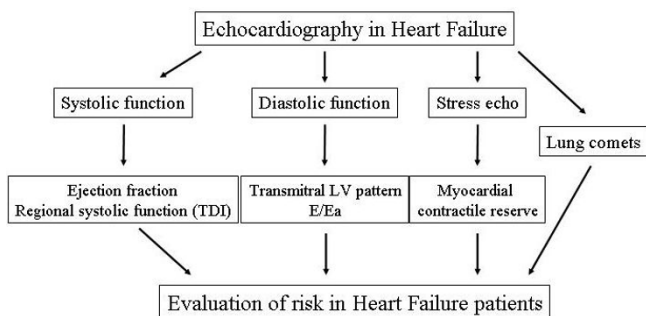 Echocardiography in Heart Failure
Systolic function
Diastolic function
Stress echo
Lung comets
Ejection fraction
Regional systolic function (TDI)
Transmitral LV pattern
E/Ea
Myocardial
contractile reserve
Evaluation of risk in Heart Failure patients